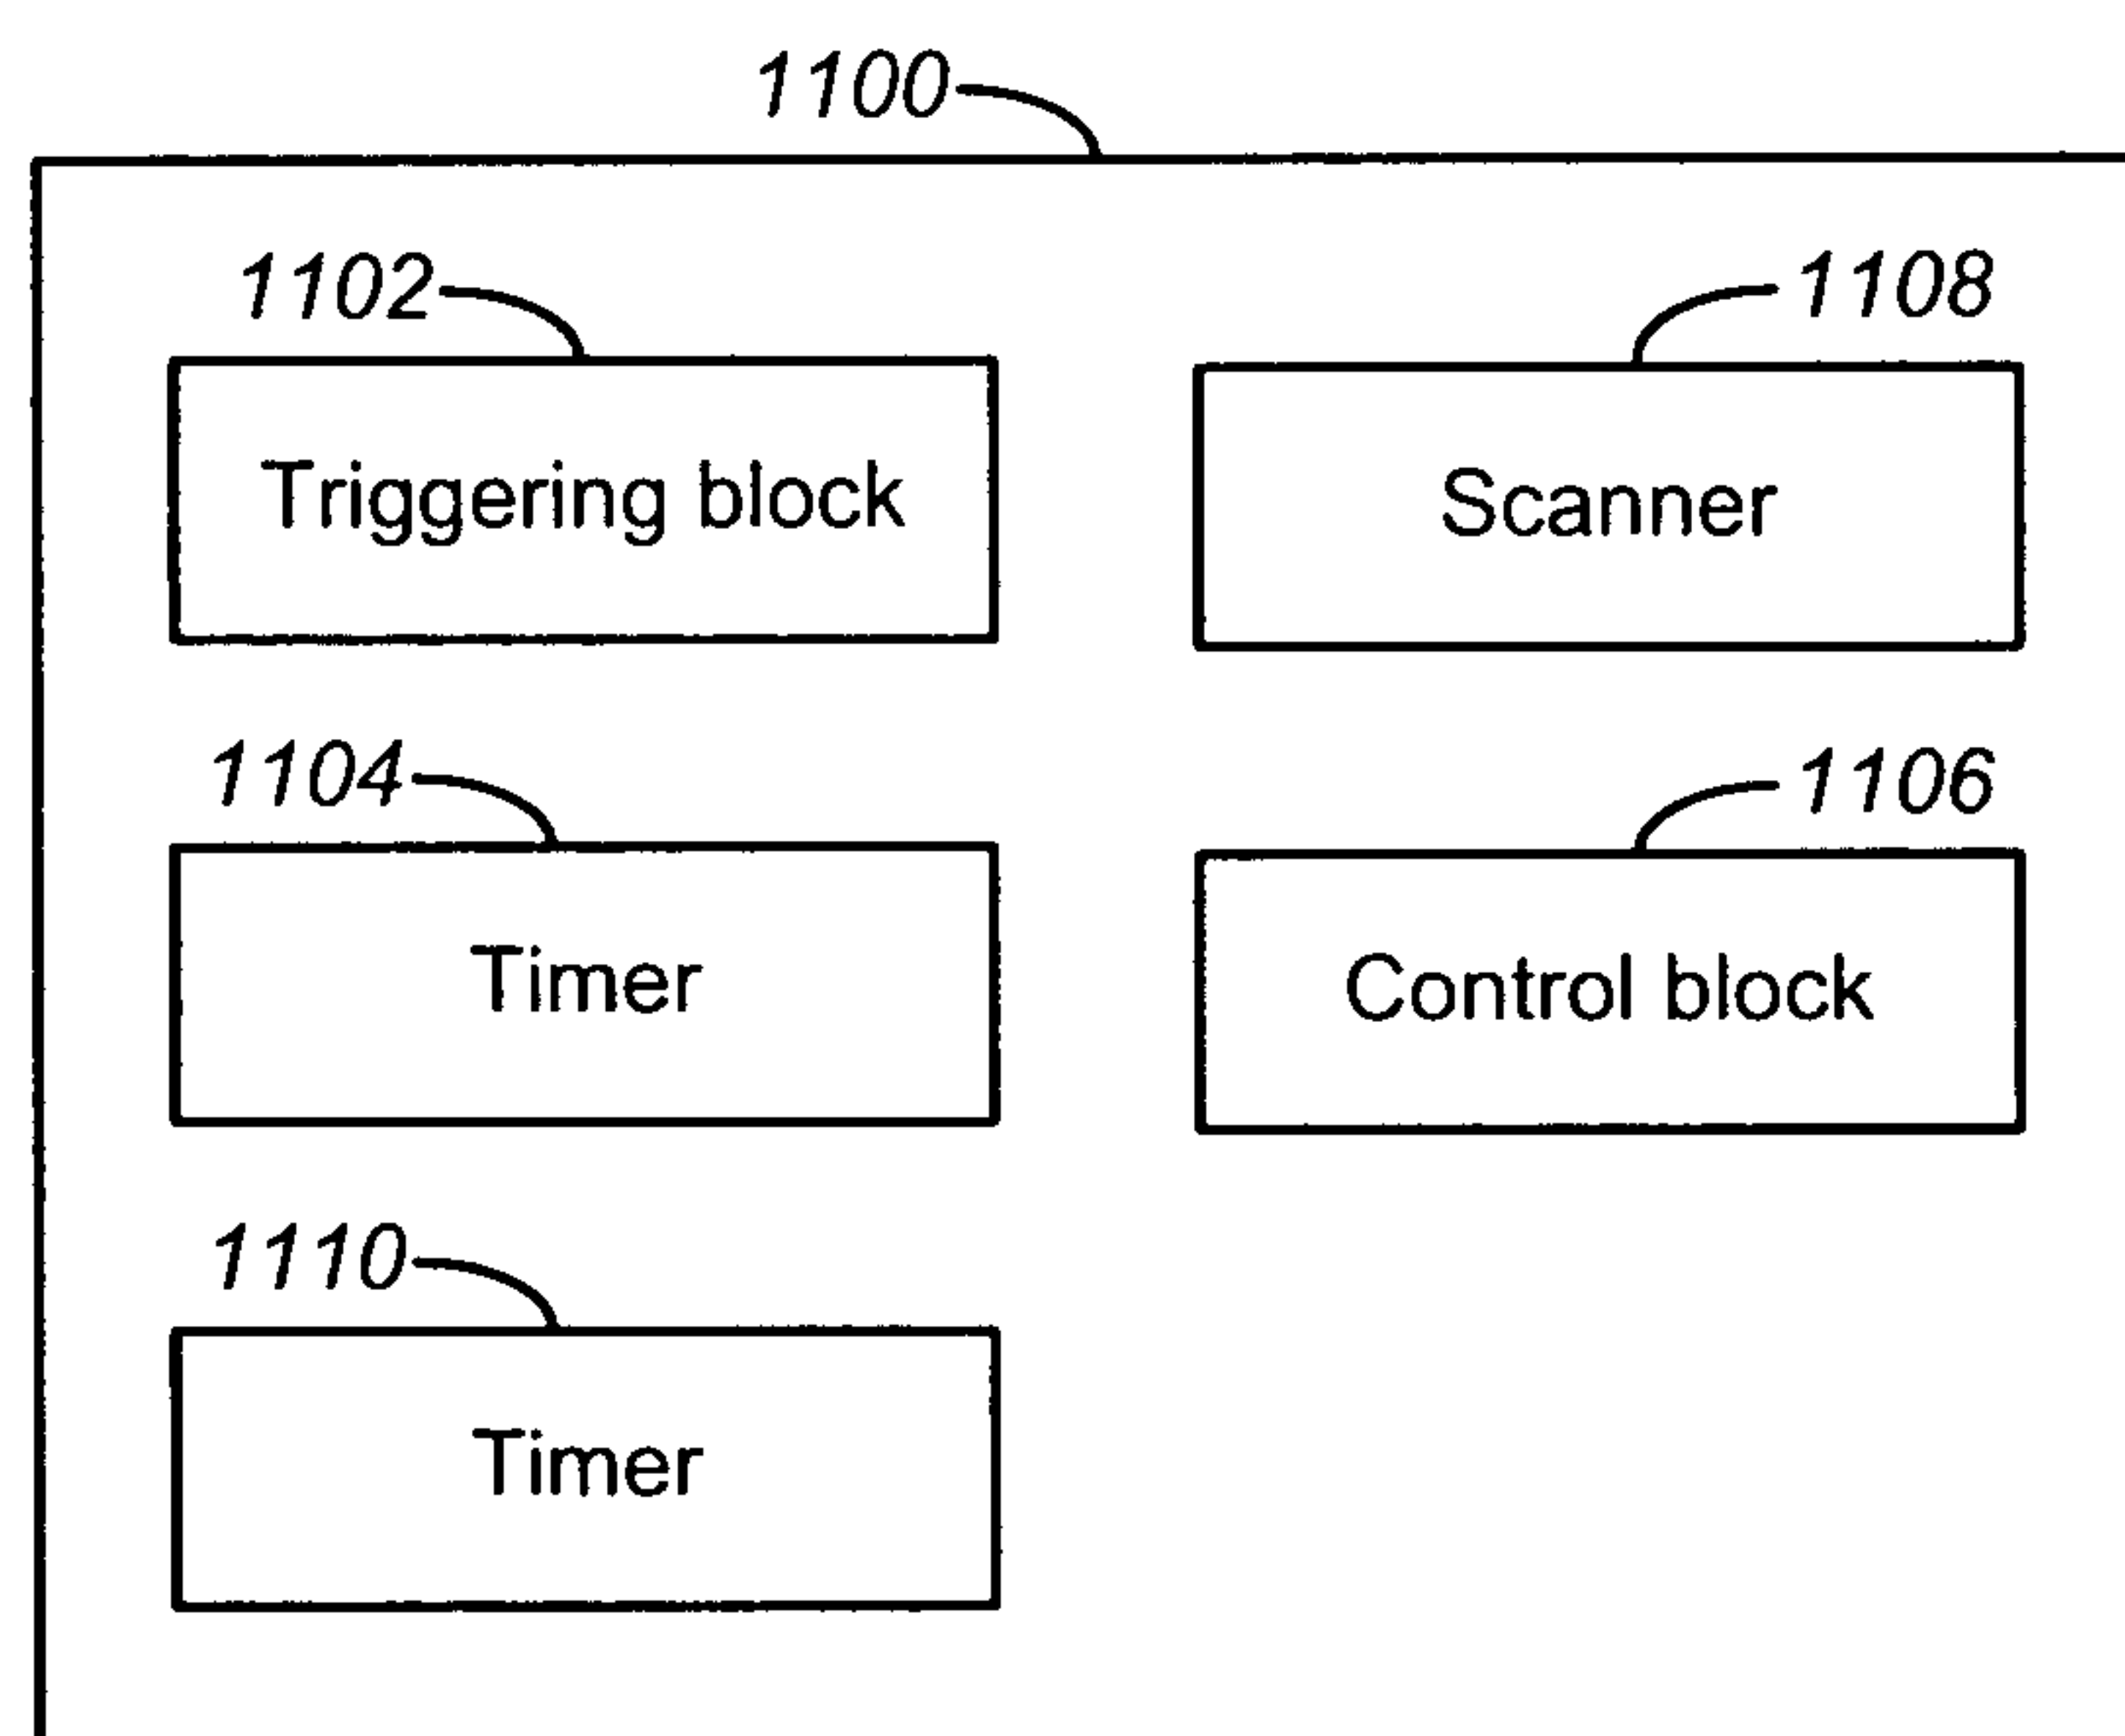 1100
1102
1108
Triggering block
Scanner
1104
1106
Timer
Control block
1110
Timer